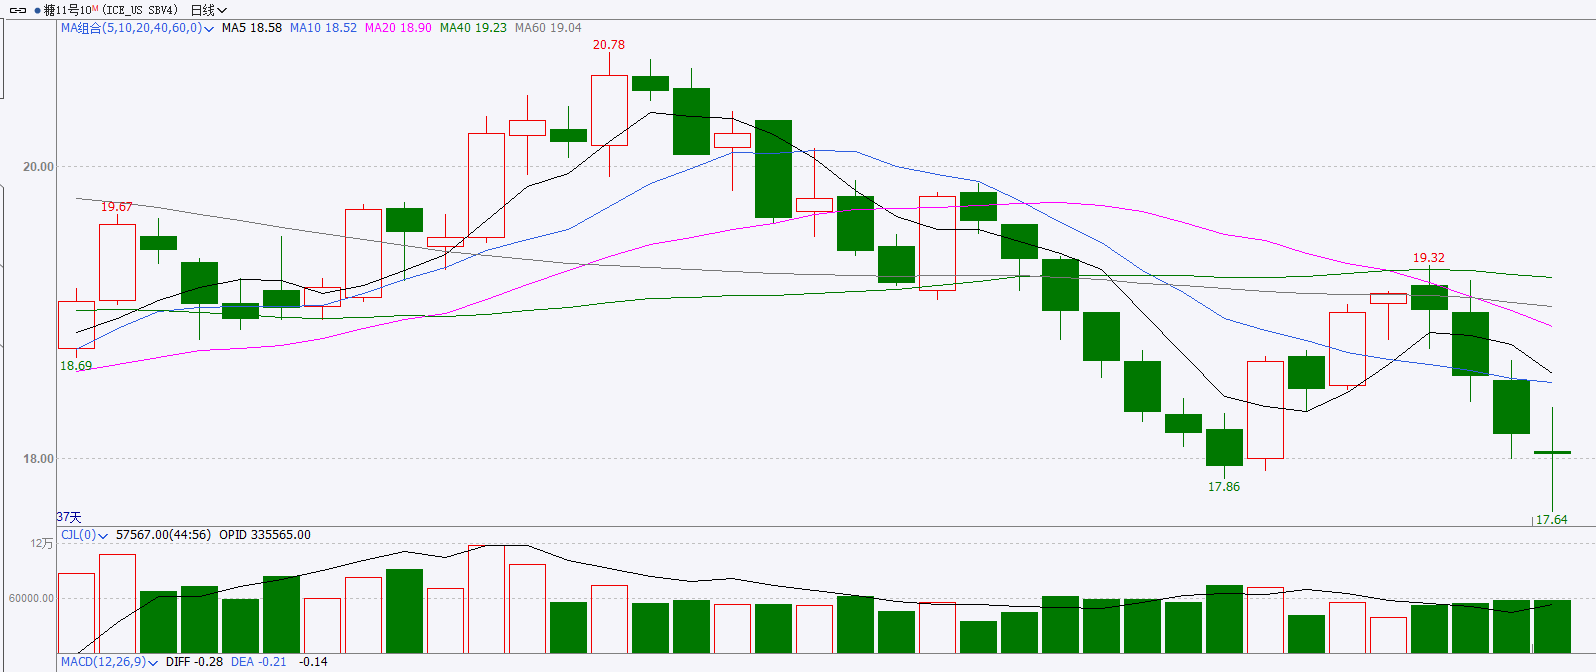 糖11号10M (ICE_US SBV4) 日线
MA组合(5,10,20,40,60,0) MA5 18.58 MA10 18.52 MA20 18.90 MA40 19.23 MA60 19.04
20.78
20.00
19.67
19.32
18.69
18.00
17.86
37天
17.64
CJL(0) 57567.00(44:56) OPID 335565.00
12万
60000.00
MACD(12,26,9) DIFF -0.28 DEA -0.21 -0.14